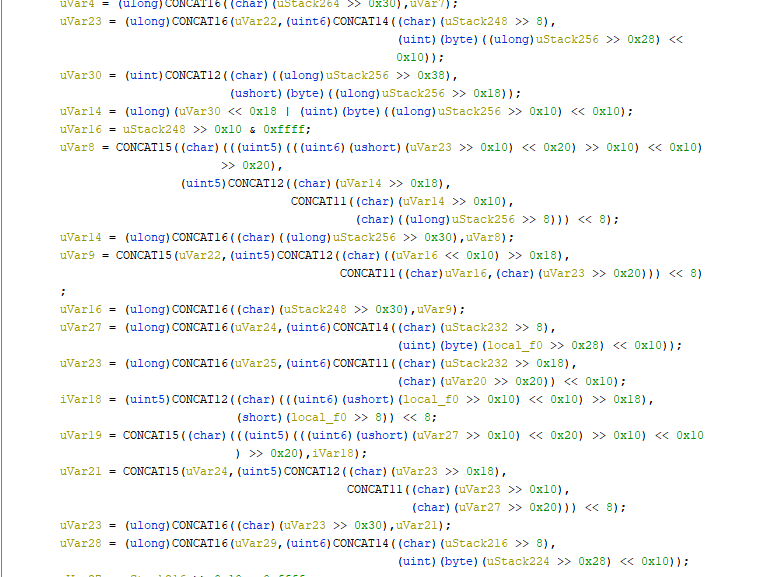 uVar4 = (ulong)CONCAT16((char)(uStack264 >> 0x30),uVar7);
uVar23 = (ulong)CONCAT16(uVar22,(uint6)CONCAT14((char)(uStack248 >> 8),
(uint)(byte)((ulong)uStack256 >> 0x28) <<
0x10));
uVar30 = (uint)CONCAT12((char)((ulong)uStack256 >> 0x38),
(ushort)(byte)((ulong)uStack256 >> 0x18));
uVar14 = (ulong)(uVar30 << 0x18 | (uint)(byte)((ulong)uStack256 >> 0x10) << 0x10);
uVar16 = uStack248 >> 0x10 & 0xffff;
uVar8 = CONCAT15((char)(((uint5)(((uint6)(ushort)(uVar23 >> 0x10) << 0x20) >> 0x10) << 0x10)
>> 0x20),
(uint5)CONCAT12((char)(uVar14 >> 0x18),
CONCAT11((char)(uVar14 >> 0x10),
(char)((ulong)uStack256 >> 8))) << 8);
uVar14 = (ulong)CONCAT16((char)((ulong)uStack256 >> 0x30),uVar8);
uVar9 = CONCAT15(uVar22,(uint5)CONCAT12((char)((uVar16 << 0x10) >> 0x18),
CONCAT11((char)uVar16,(char)(uVar23 >> 0x20))) << 8)
;
uVar16 = (ulong)CONCAT16((char)(uStack248 >> 0x30),uVar9);
uVar27 = (ulong)CONCAT16(uVar24,(uint6)CONCAT14((char)(uStack232 >> 8),
(uint)(byte)(local_f0 >> 0x28) << 0x10));
uVar23 = (ulong)CONCAT16(uVar25,(uint6)CONCAT11((char)(uStack232 >> 0x18),
(char)(uVar20 >> 0x20)) << 0x10);
iVar18 = (uint5)CONCAT12((char)(((uint6)(ushort)(local_f0 >> 0x10) << 0x10) >> 0x18),
(short)(local_f0 >> 8)) << 8;
uVar19 = CONCAT15((char)(((uint5)(((uint6)(ushort)(uVar27 >> 0x10) << 0x20) >> 0x10) << 0x10
) >> 0x20),iVar18);
uVar21 = CONCAT15(uVar24,(uint5)CONCAT12((char)(uVar23 >> 0x18),
CONCAT11((char)(uVar23 >> 0x10),
(char)(uVar27 >> 0x20))) << 8);
uVar23 = (ulong)CONCAT16((char)(uVar23 >> 0x30),uVar21);
uVar28 = (ulong)CONCAT16(uVar29,(uint6)CONCAT14((char)(uStack216 >> 8),
(uint)(byte)(uStack224 >> 0x28) << 0x10));